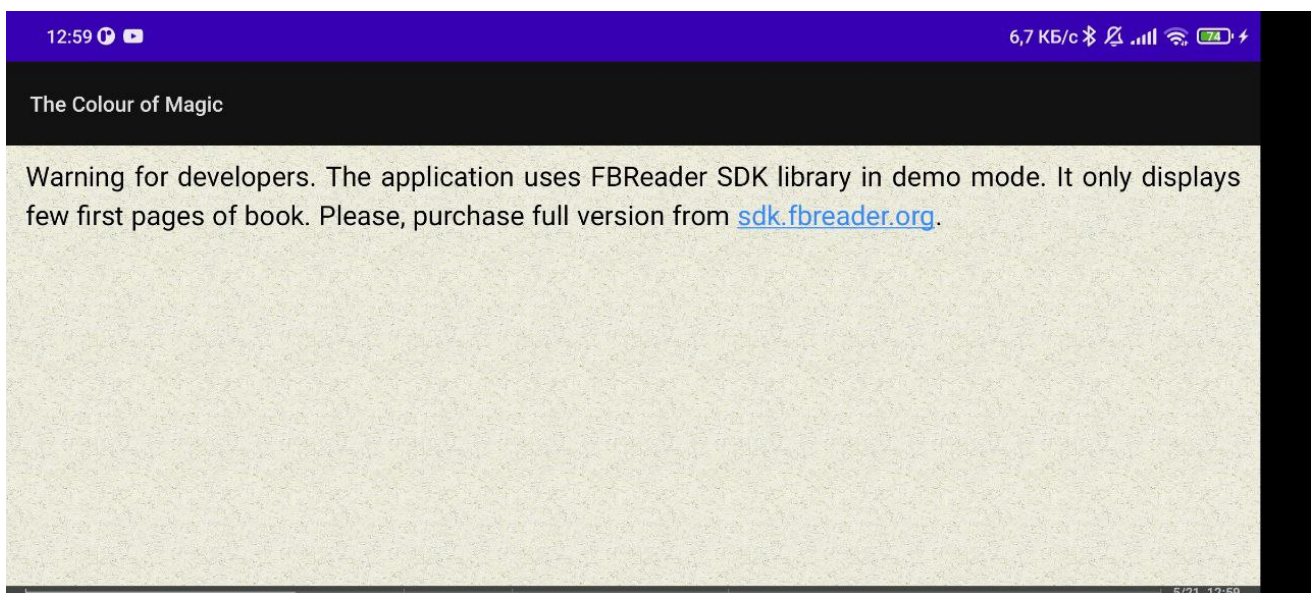 12:59
6,7 КБ/с 74
The Colour of Magic
Warning for developers. The application uses FBReader SDK library in demo mode. It only displays
few first pages of book. Please, purchase full version from sdk.fbreader.org.
5/21 12:59